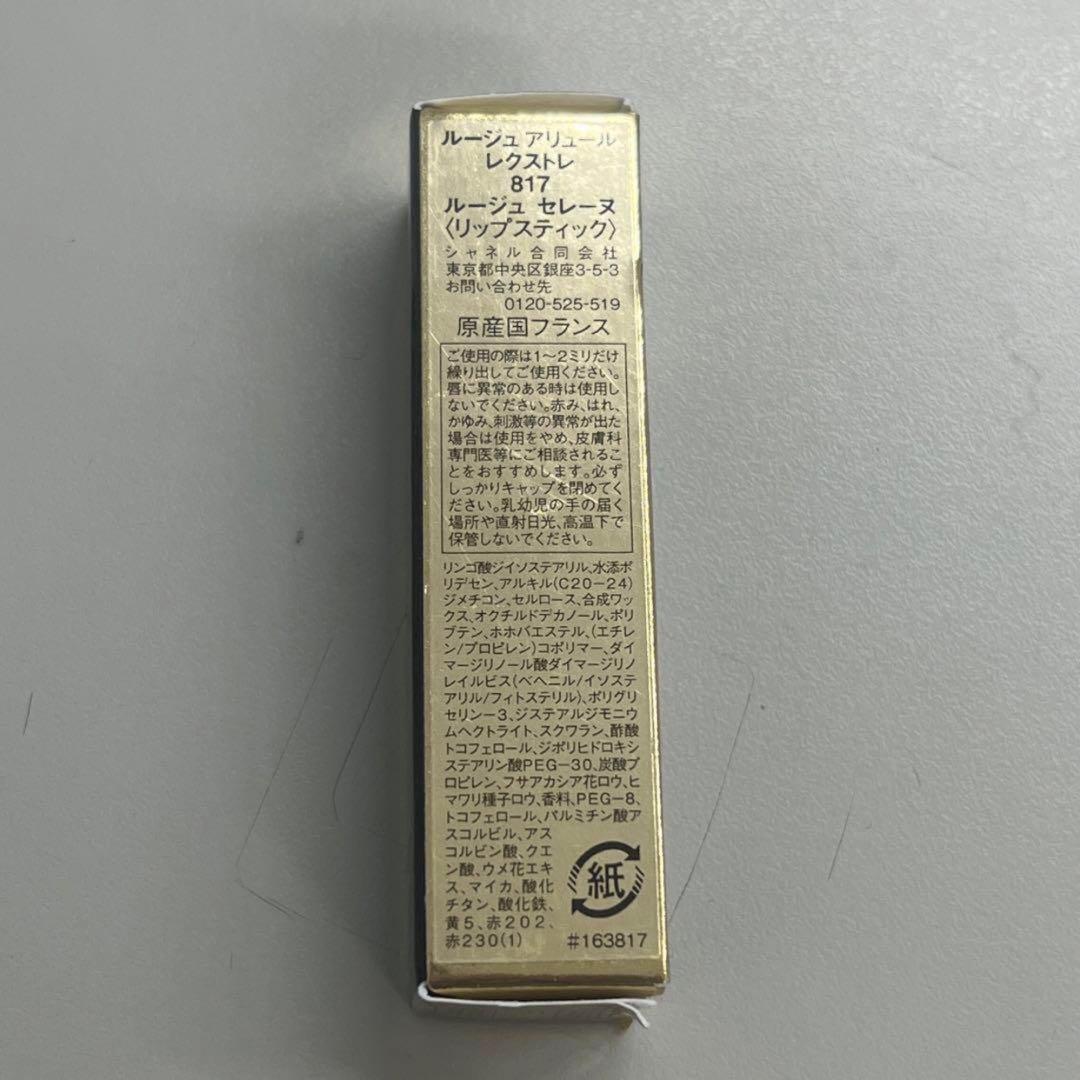 ルージュ アリュール
レクストレ
817
ルージュ セレーヌ
〈リップスティック〉
シャネル合同会社
東京都中央区銀座3-5-3
お問い合わせ先
0120-525-519
原産国フランス
ご使用の際は1〜2ミリだけ
繰り出してご使用ください。
唇に異常のある時は使用し
ないでください。赤み、はれ、
かゆみ、刺激等の異常が出た
場合は使用をやめ、皮膚科
専門医等にご相談されるこ
とをおすすめします。必ず
しっかりキャップを閉めてく
ださい。乳幼児の手の届く
場所や直射日光、高温下で
保管しないでください。
リンゴ酸ジイソステアリル、水添ポ
リデセン、アルキル(C20-24)
ジメチコン、セルロース、合成ワッ
クス、オクチルドデカノール、ポリ
ブテン、ホホバエステル、(エチレ
ン/プロピレン)コポリマー、ダイ
マージリノール酸ダイマージリノ
レイルビス(ベヘニル/イソステ
アリル/フィトステリル)、ポリグリ
セリン-3、ジステアルジモニウ
ムヘクトライト、スクワラン、酢酸
トコフェロール、ジポリヒドロキシ
ステアリン酸PEG-30、炭酸プ
ロピレン、フサアカシア花ロウ、ヒ
マワリ種子ロウ、香料、PEG-8、
トコフェロール、パルミチン酸ア
スコルビル、アス
コルビン酸、クエ
ン酸、ウメ花エキ
ス、マイカ、酸化
チタン、酸化鉄、
黄5、赤202、
赤230(1)
紙
#163817